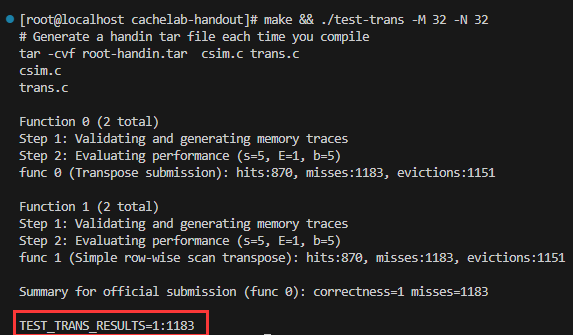 [root@localhost cachelab-handout]# make && ./test-trans -M 32 -N 32
# Generate a handin tar file each time you compile
tar -cvf root-handin.tar  csim.c trans.c
csim.c
trans.c
Function 0 (2 total)
Step 1: Validating and generating memory traces
Step 2: Evaluating performance (s=5, E=1, b=5)
func 0 (Transpose submission): hits:870, misses:1183, evictions:1151
Function 1 (2 total)
Step 1: Validating and generating memory traces
Step 2: Evaluating performance (s=5, E=1, b=5)
func 1 (Simple row-wise scan transpose): hits:870, misses:1183, evictions:1151
Summary for official submission (func 0): correctness=1 misses=1183
TEST_TRANS_RESULTS=1:1183